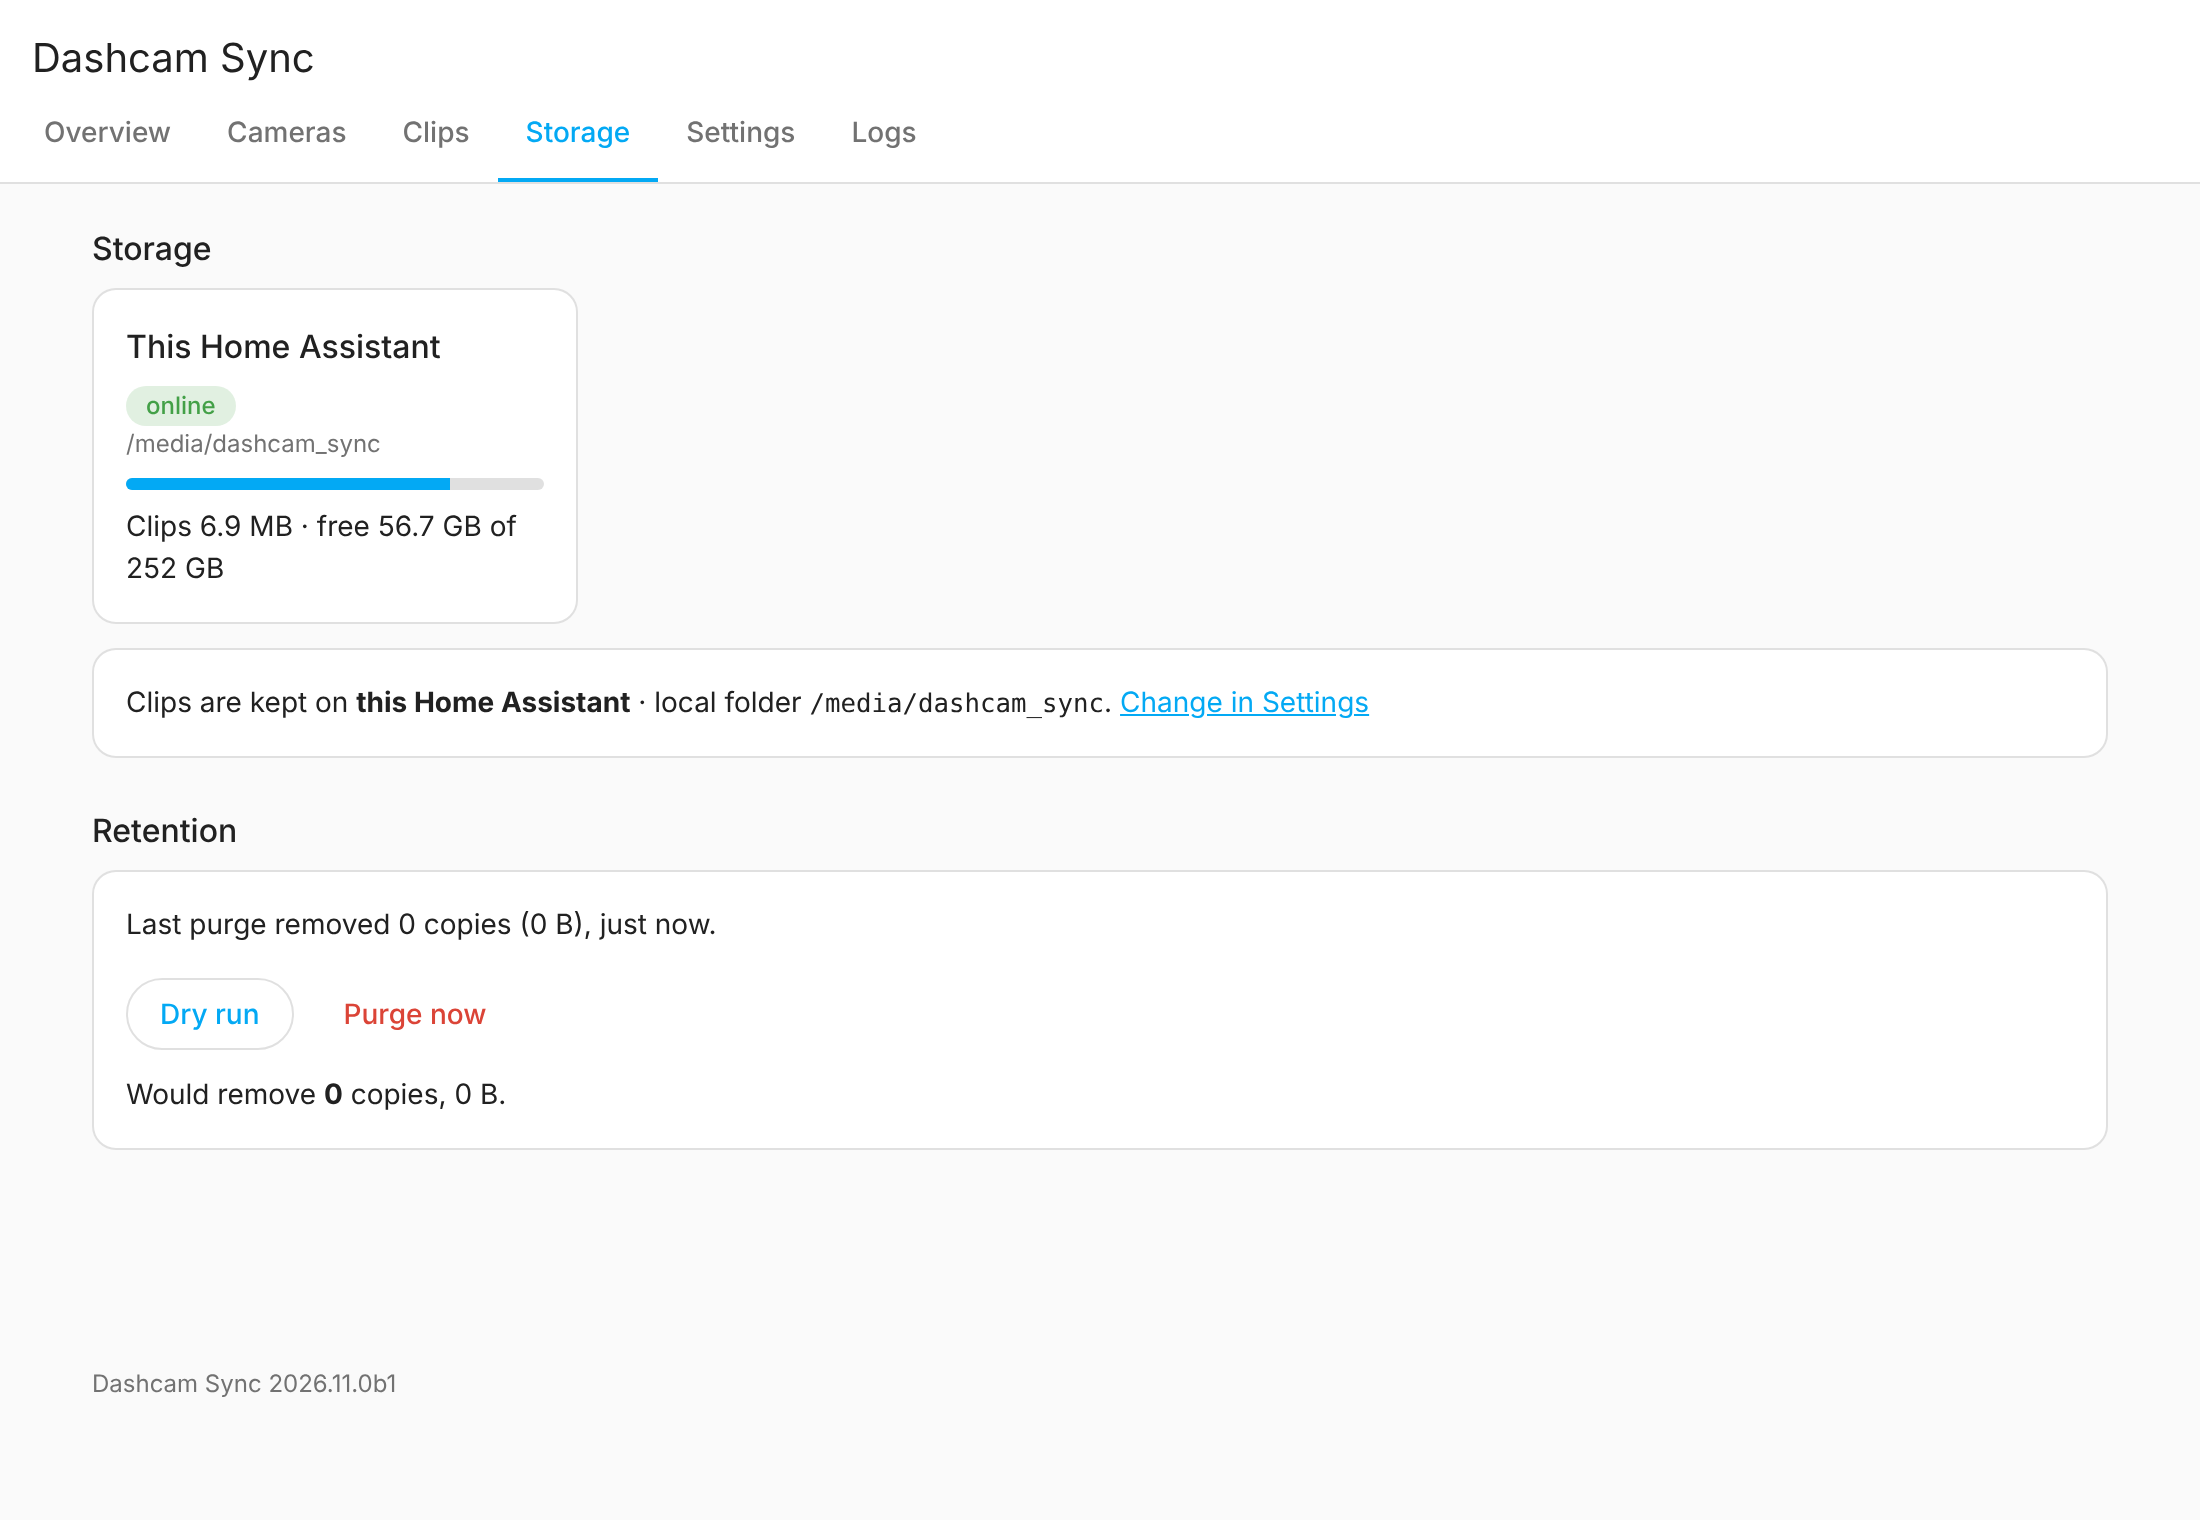 Dashcam Sync
Overview Cameras Clips Storage Settings Logs
Storage
This Home Assistant
online
/media/dashcam_sync
Clips 6.9 MB · free 56.7 GB of
252 GB
Clips are kept on this Home Assistant · local folder /media/dashcam_sync. Change in Settings
Retention
Last purge removed 0 copies (0 B), just now.
Dry run Purge now
Would remove 0 copies, 0 B.
Dashcam Sync 2026.11.0b1